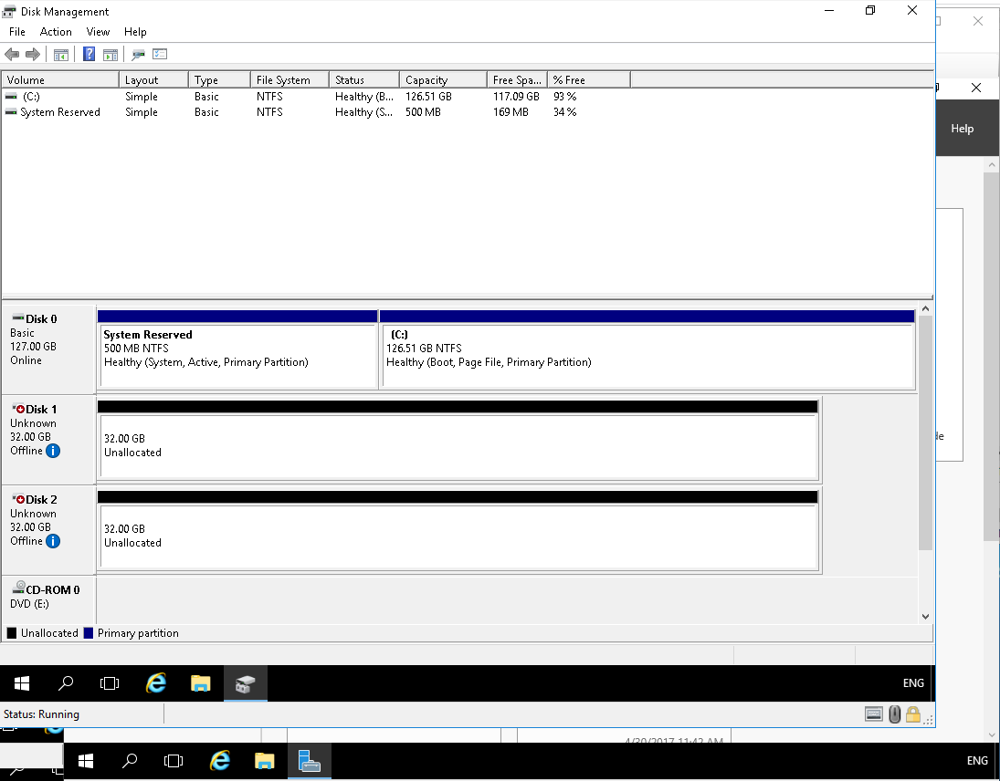 Disk Management
File Action View Help
Volume Layout Type File System Status Capacity Free Spa... % Free
(C:) Simple Basic NTFS Healthy (B... 126.51 GB 117.09 GB 93 %
System Reserved Simple Basic NTFS Healthy (S... 500 MB 169 MB 34 %
Help
de
Disk 0
Basic
127.00 GB
Online
System Reserved
500 MB NTFS
Healthy (System, Active, Primary Partition)
(C:)
126.51 GB NTFS
Healthy (Boot, Page File, Primary Partition)
Disk 1
Unknown
32.00 GB
Offline
32.00 GB
Unallocated
Disk 2
Unknown
32.00 GB
Offline
32.00 GB
Unallocated
CD-ROM 0
DVD (E:)
Unallocated Primary partition
ENG
Status: Running
4/30/2017 11:42 AM
ENG